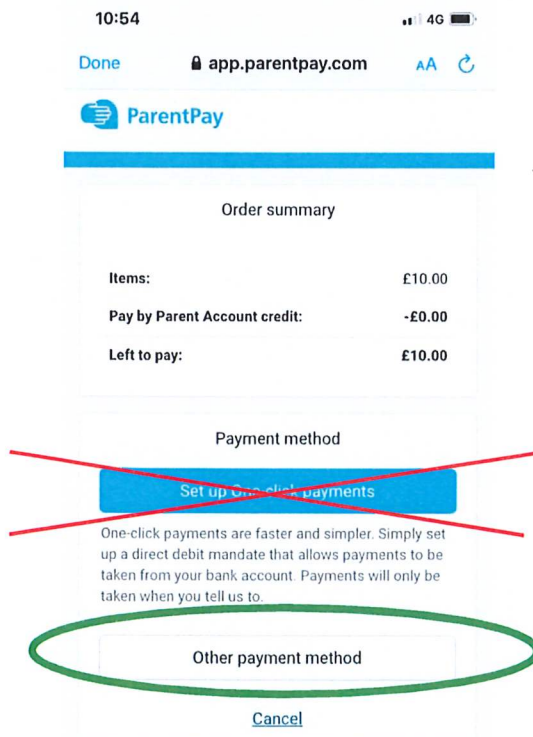 10:54
4G
Done
app.parentpay.com
AA
ParentPay
Order summary
Items:
£10.00
Pay by Parent Account credit:
-£0.00
Left to pay:
£10.00
Payment method
Set up One click payments
One-click payments are faster and simpler. Simply set
up a direct debit mandate that allows payments to be
taken from your bank account. Payments will only be
taken when you tell us to.
Other payment method
Cancel